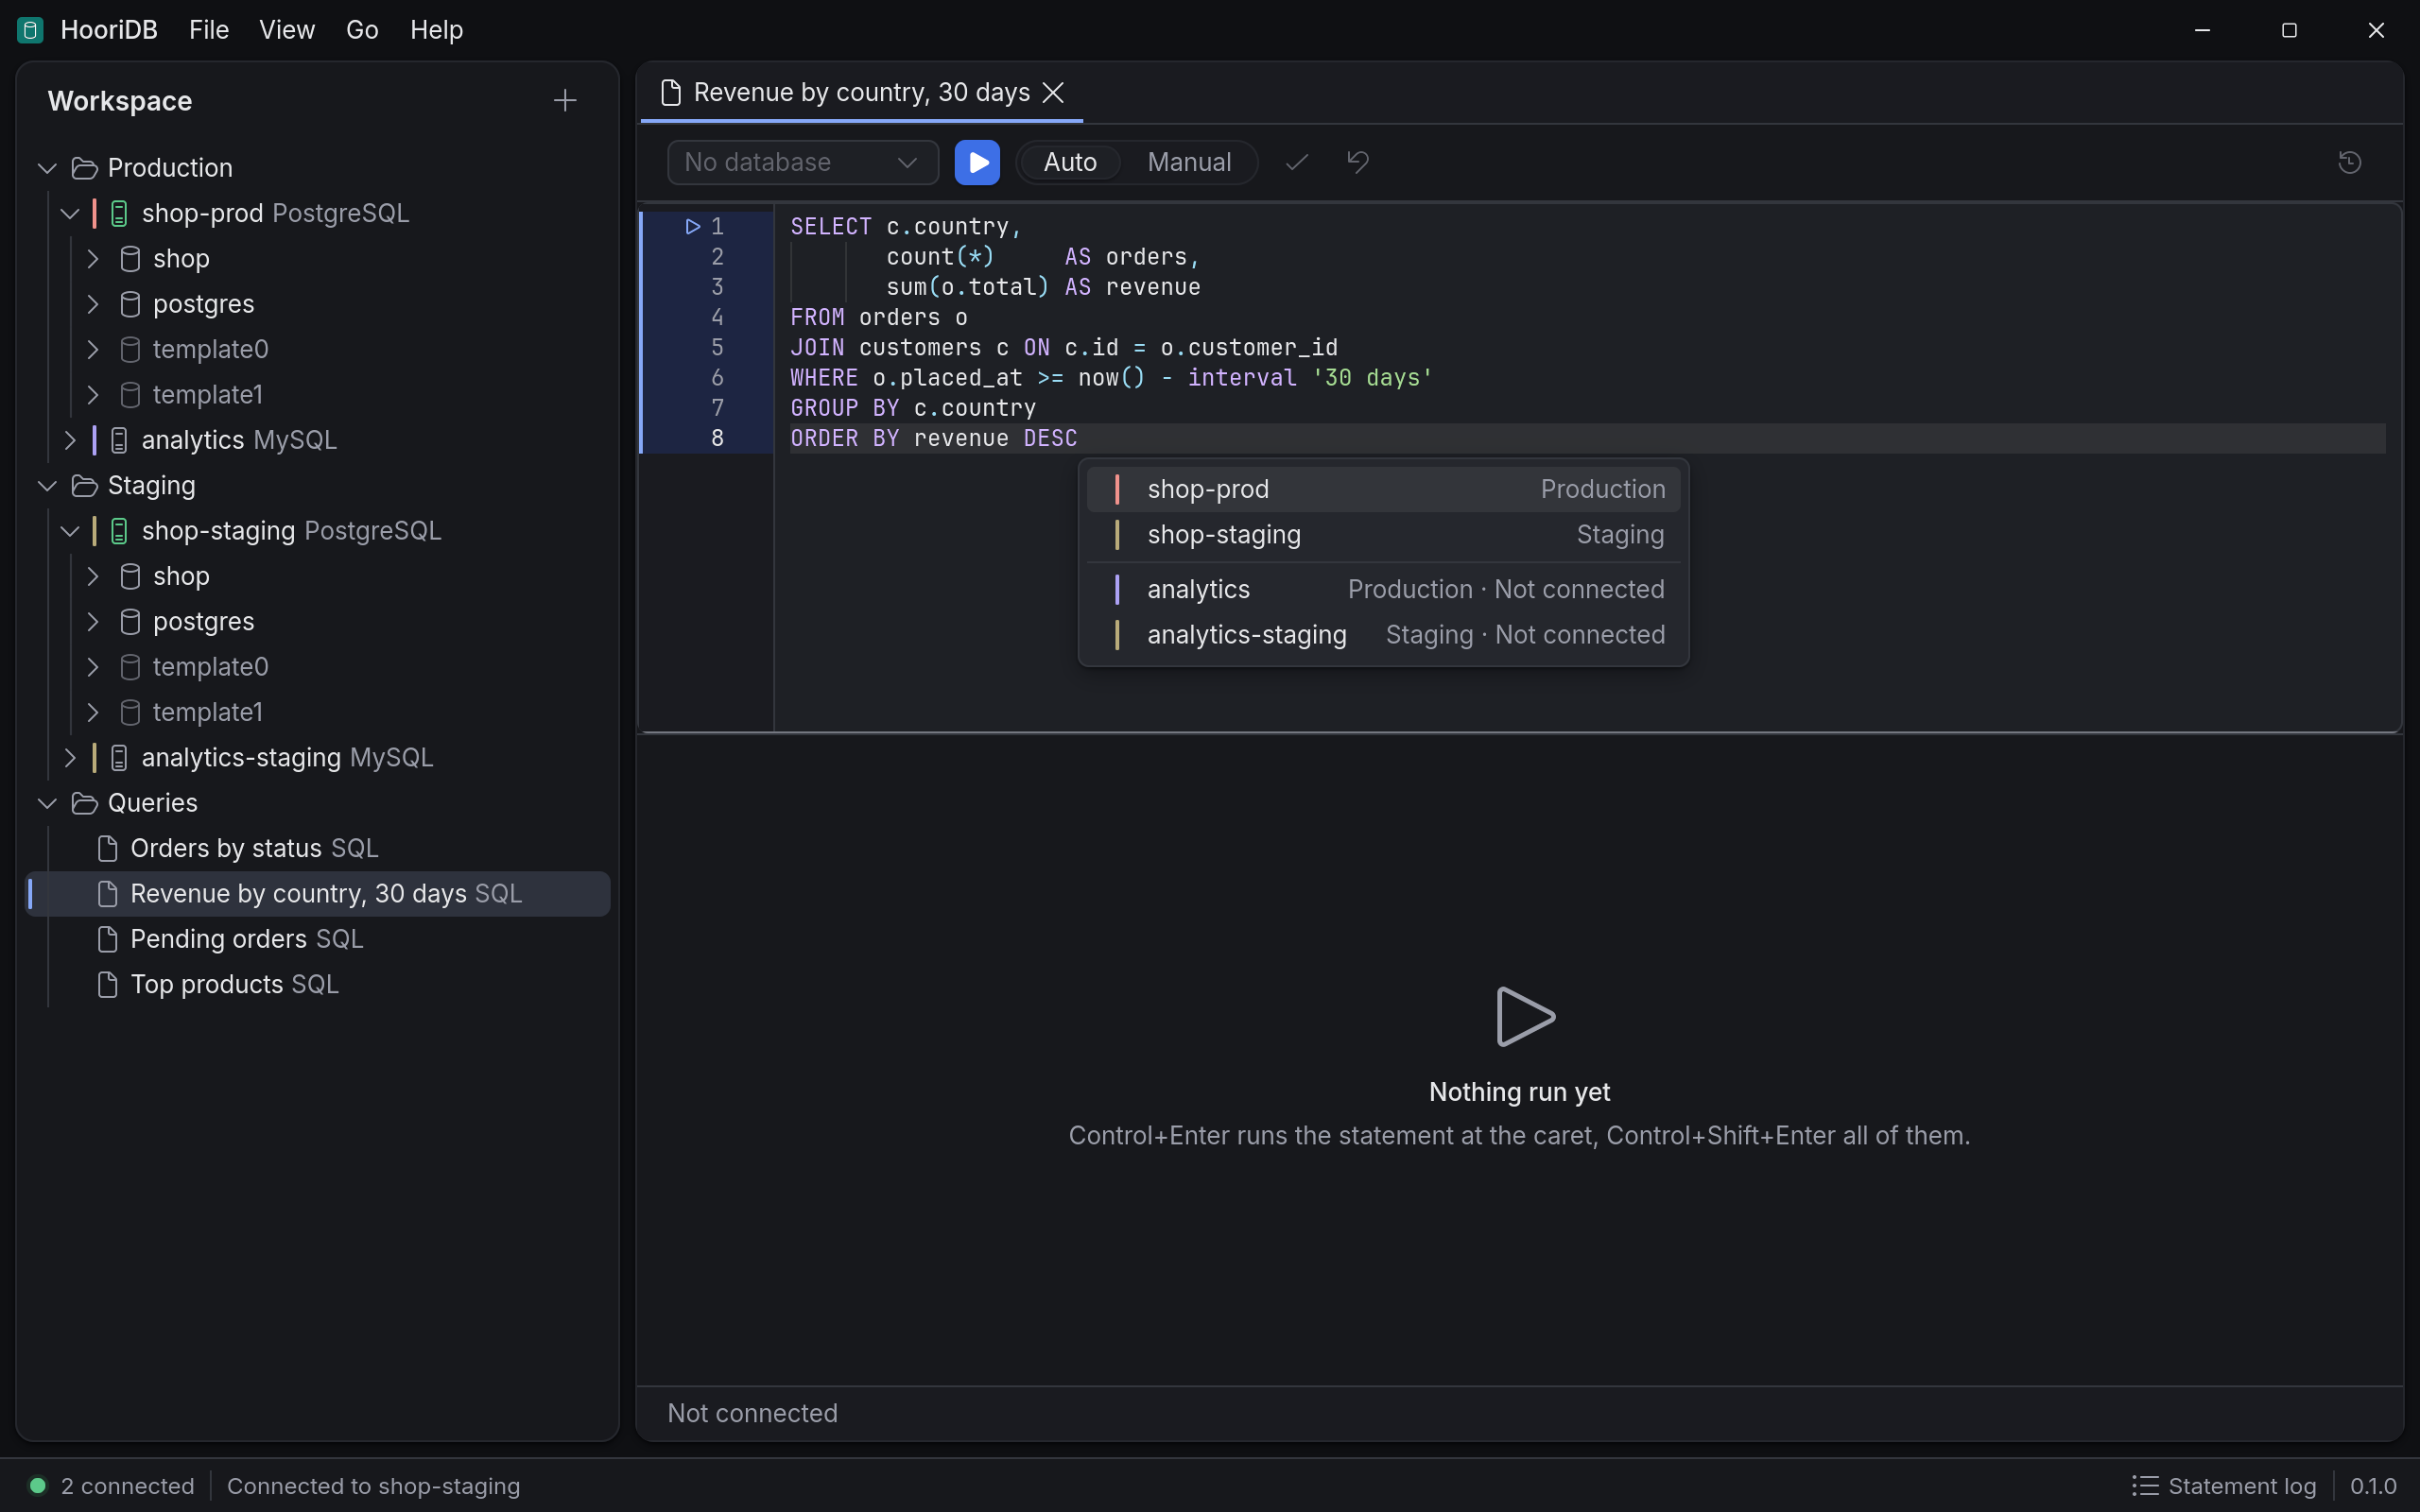 HooriDB File View Go Help
Workspace
Production
shop-prod PostgreSQL
shop
postgres
template0
template1
analytics MySQL
Staging
shop-staging PostgreSQL
shop
postgres
template0
template1
analytics-staging MySQL
Queries
Orders by status SQL
Revenue by country, 30 days SQL
Pending orders SQL
Top products SQL
Revenue by country, 30 days
No database Auto Manual
1 SELECT c.country,
2 count(*) AS orders,
3 sum(o.total) AS revenue
4 FROM orders o
5 JOIN customers c ON c.id = o.customer_id
6 WHERE o.placed_at >= now() - interval '30 days'
7 GROUP BY c.country
8 ORDER BY revenue DESC
shop-prod Production
shop-staging Staging
analytics Production · Not connected
analytics-staging Staging · Not connected
Nothing run yet
Control+Enter runs the statement at the caret, Control+Shift+Enter all of them.
Not connected
2 connected Connected to shop-staging Statement log 0.1.0